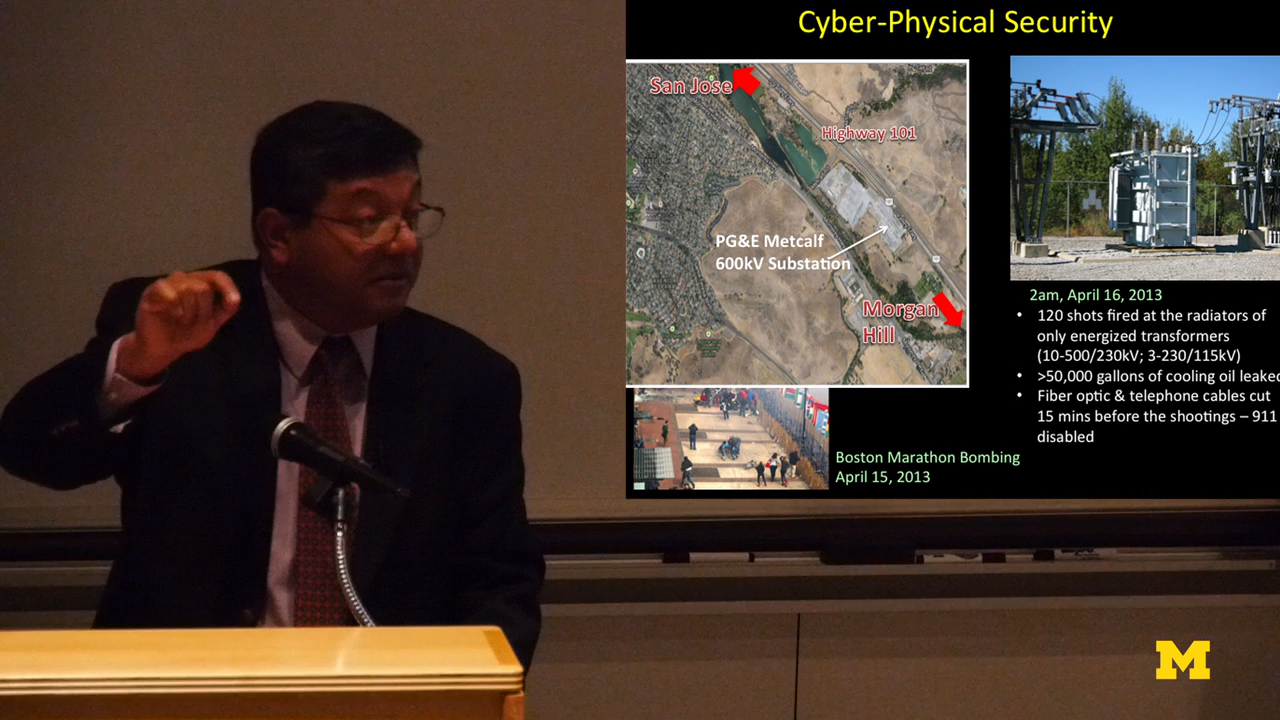 Cyber-Physical Security
San Jose
Highway 101
PG&E Metcalf
600kV Substation
Morgan
Hill
2am, April 16, 2013
• 120 shots fired at the radiators of
only energized transformers
(10-500/230kV; 3-230/115kV)
• >50,000 gallons of cooling oil leaked
• Fiber optic & telephone cables cut
15 mins before the shootings – 911
disabled
Boston Marathon Bombing
April 15, 2013
M